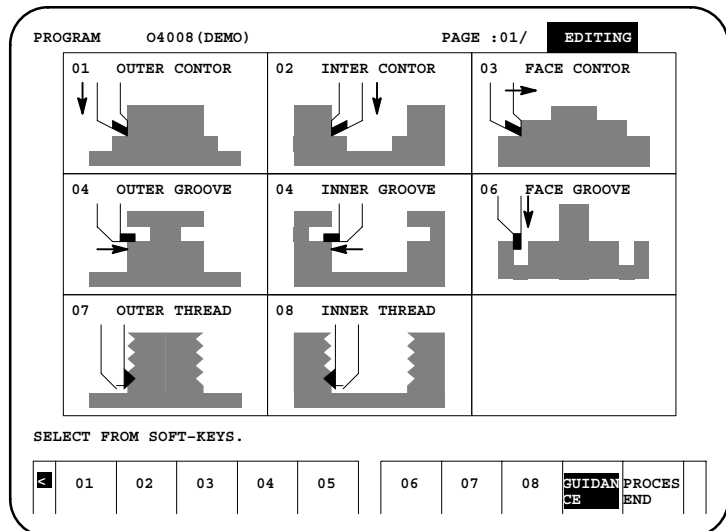 PROGRAM O4008(DEMO) PAGE :01/ EDITING
01 OUTER CONTOR
02 INTER CONTOR
03 FACE CONTOR
04 OUTER GROOVE
04 INNER GROOVE
06 FACE GROOVE
07 OUTER THREAD
08 INNER THREAD
SELECT FROM SOFT-KEYS.
< 01 02 03 04 05 06 07 08 GUIDAN PROCES
CE END